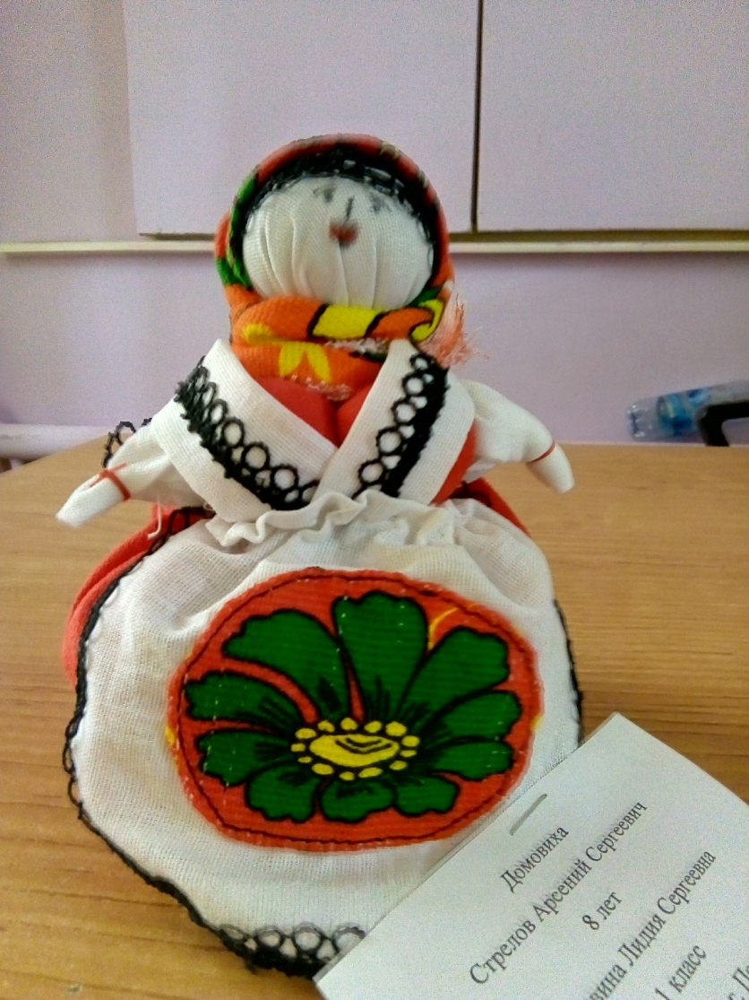 Домовиха
Стрелов Арсений Сергеевич
8 лет
Лидия Сергеевна
1 класс